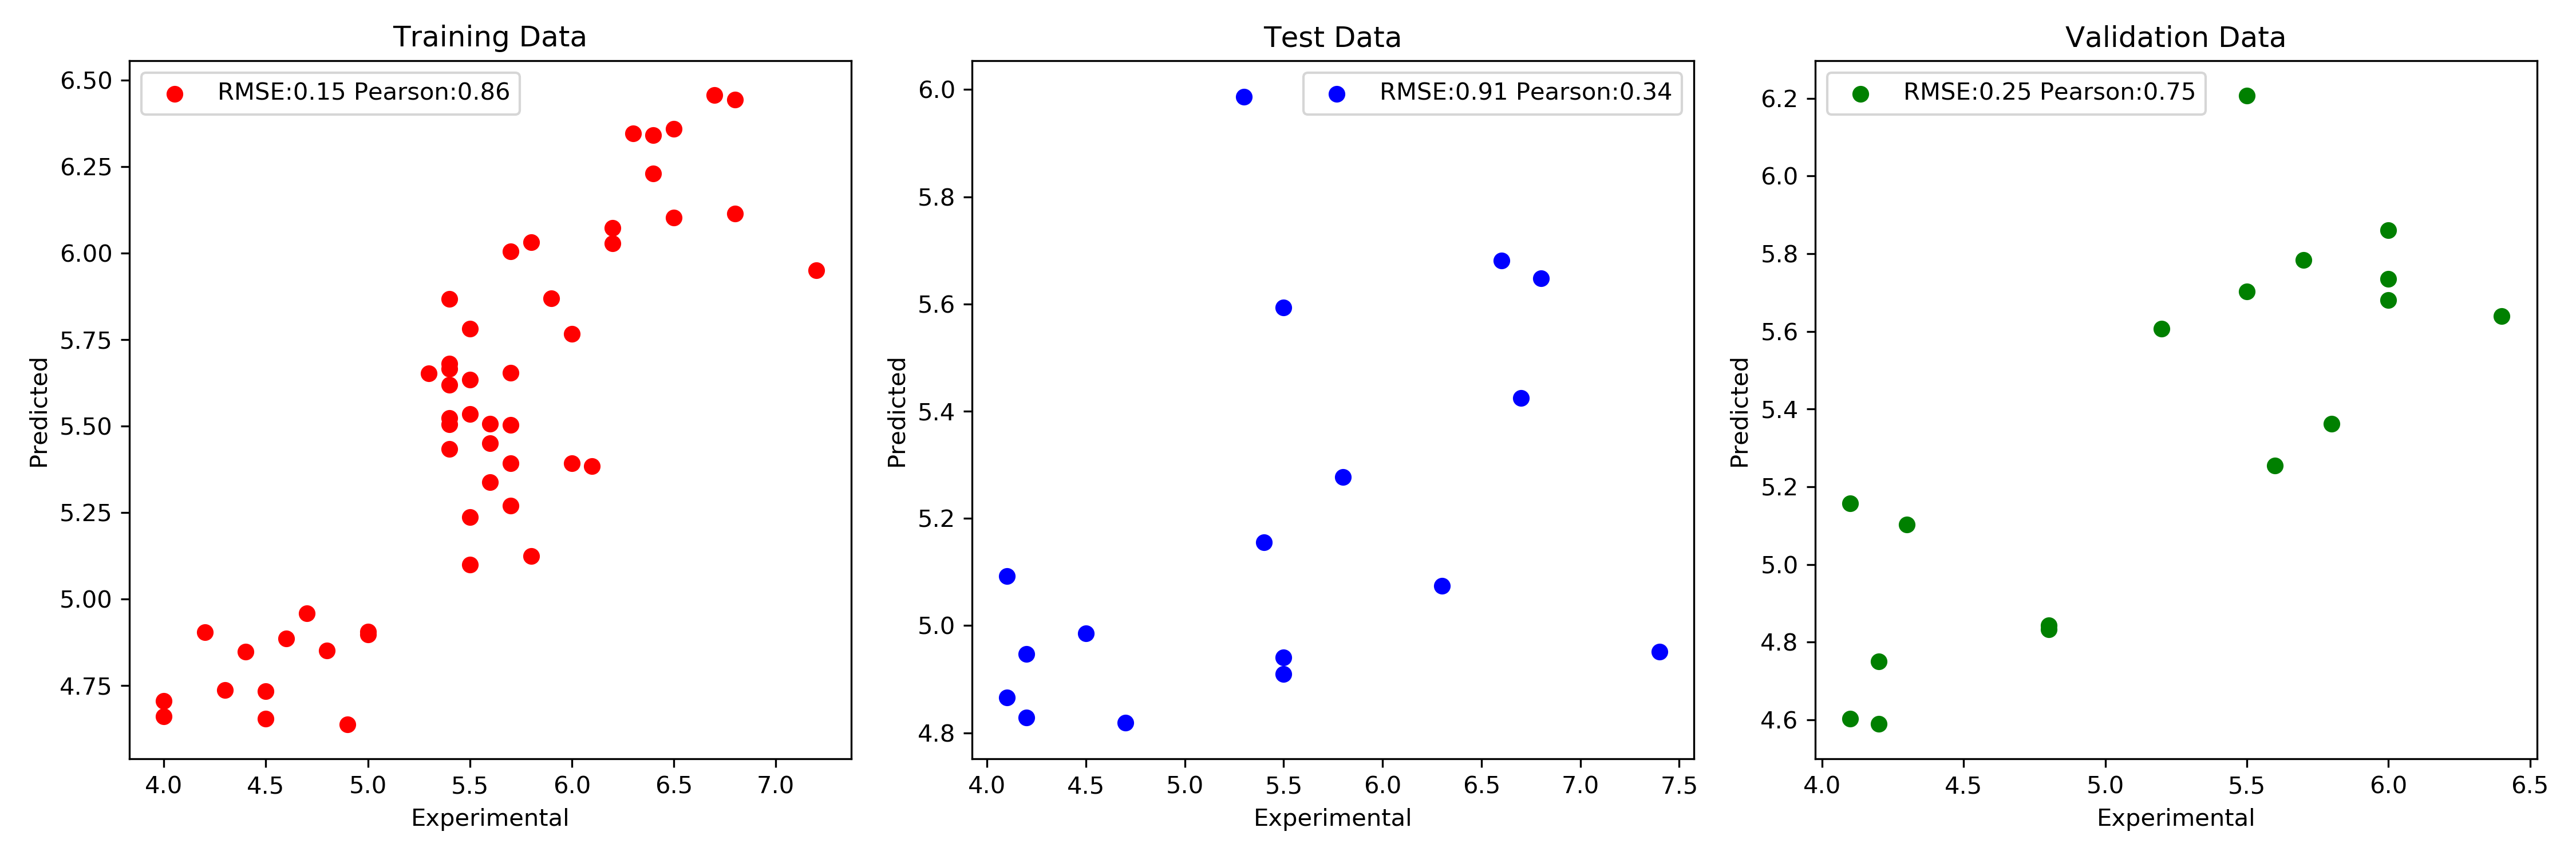 Training Data
RMSE:0.15 Pearson:0.86
6.50
6.25
6.00
5.75
5.50
5.25
5.00
4.75
Predicted
4.0 4.5 5.0 5.5 6.0 6.5 7.0
Experimental
Test Data
RMSE:0.91 Pearson:0.34
6.0
5.8
5.6
5.4
5.2
5.0
4.8
Predicted
4.0 4.5 5.0 5.5 6.0 6.5 7.0 7.5
Experimental
Validation Data
RMSE:0.25 Pearson:0.75
6.2
6.0
5.8
5.6
5.4
5.2
5.0
4.8
4.6
Predicted
4.0 4.5 5.0 5.5 6.0 6.5
Experimental